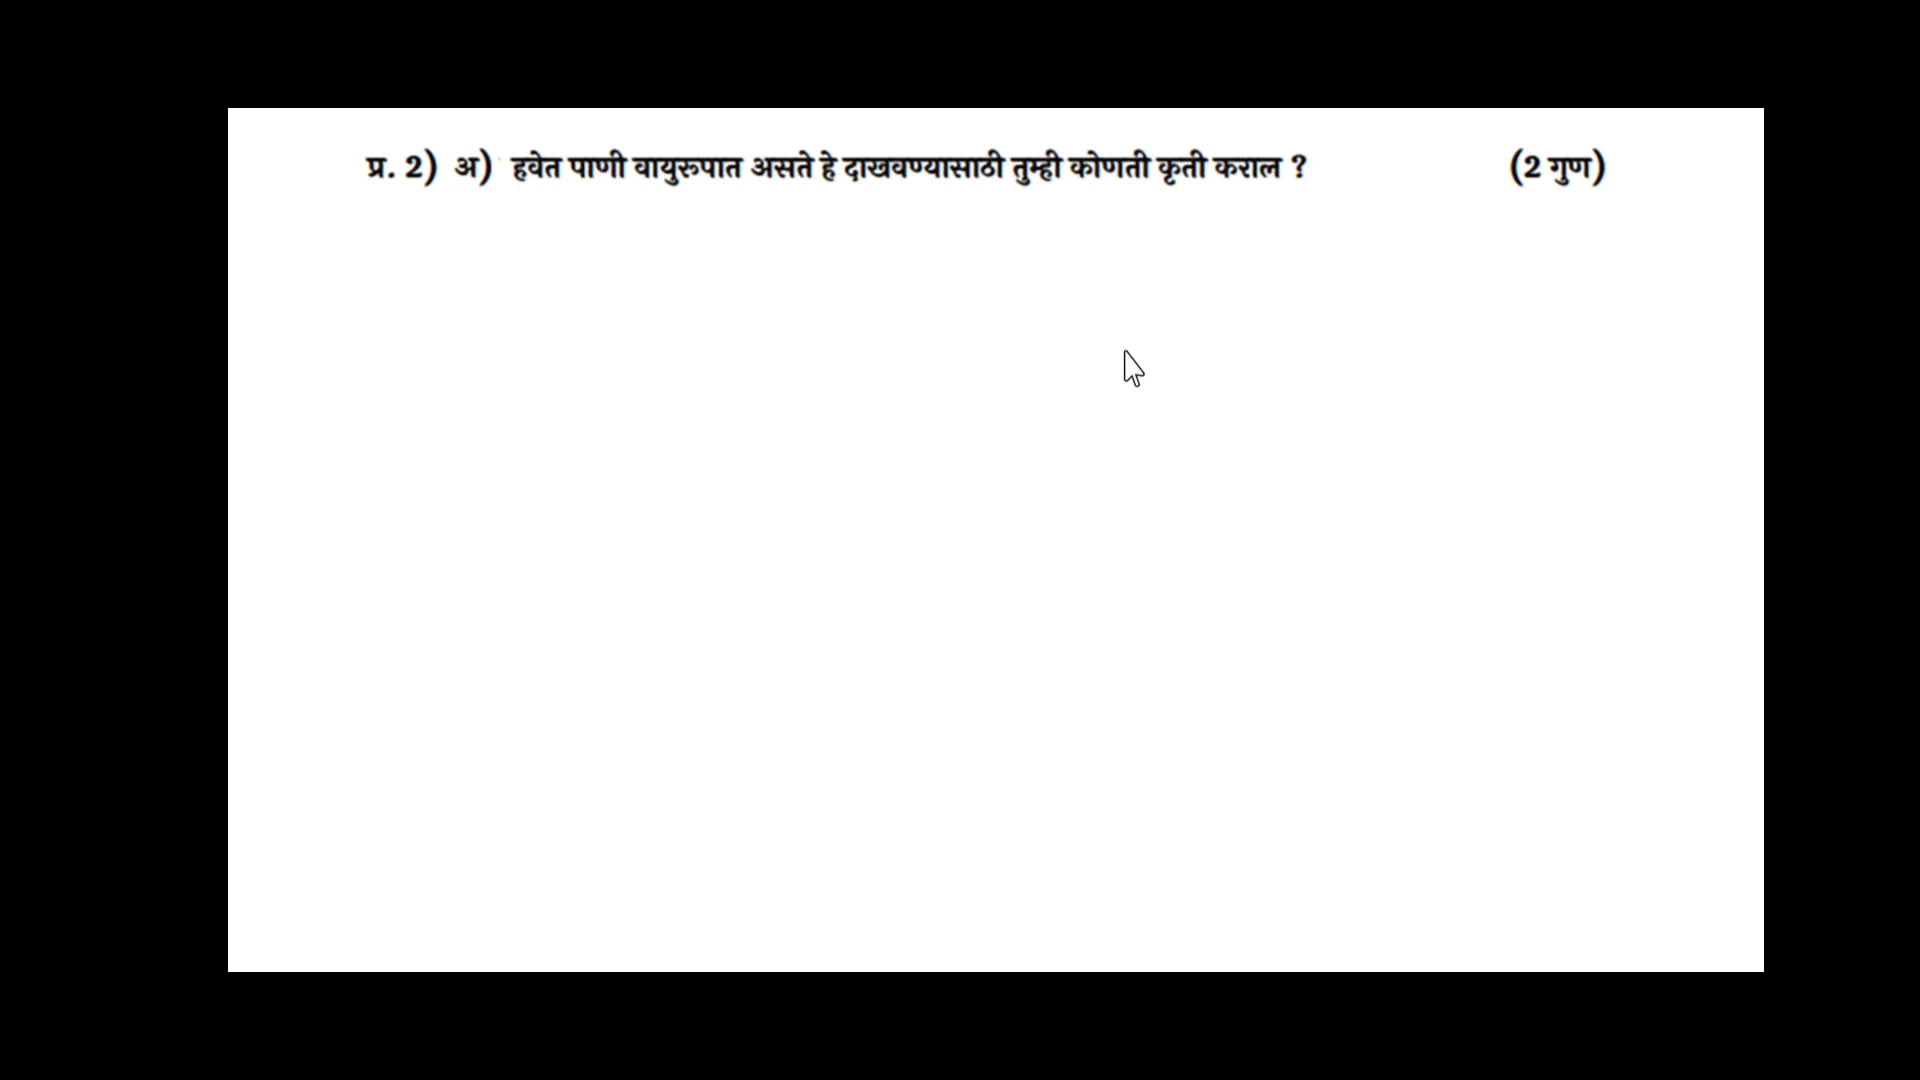 प्र. 2) अ) हवेत पाणी वायुरूपात असते हे दाखवण्यासाठी तुम्ही कोणती कृती कराल ? (2 गुण)